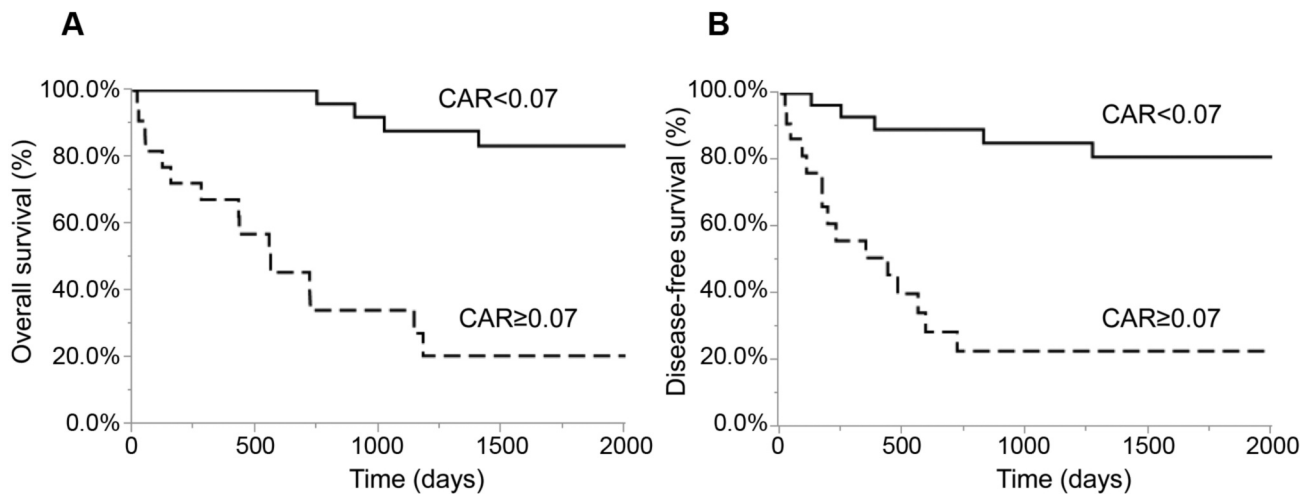 A
Overall survival (%)
100.0%
80.0%
60.0%
40.0%
20.0%
0.0%
CAR<0.07
CAR≥0.07
0 500 1000 1500 2000
Time (days)
B
Disease-free survival (%)
100.0%
80.0%
60.0%
40.0%
20.0%
0.0%
CAR<0.07
CAR≥0.07
0 500 1000 1500 2000
Time (days)